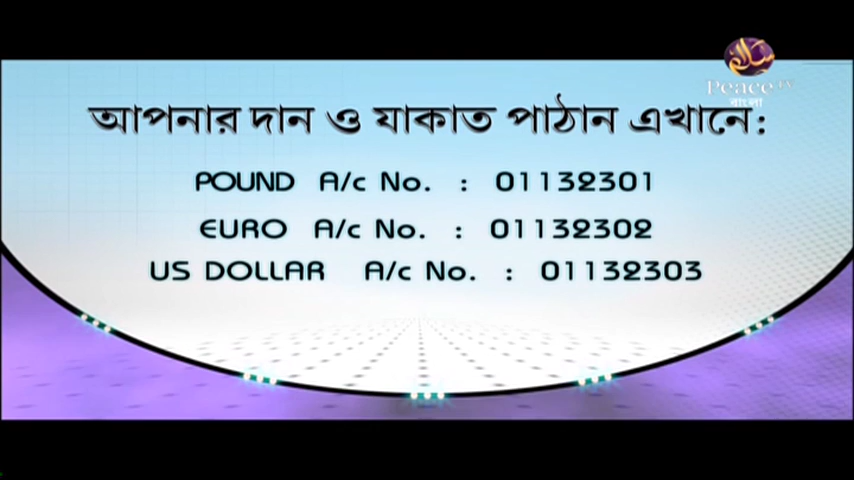 Peace TV
বাংলা
আপনার দান ও যাকাত পাঠান এখানে:
POUND A/c No. : 01132301
EURO A/c No. : 01132302
US DOLLAR A/c No. : 01132303